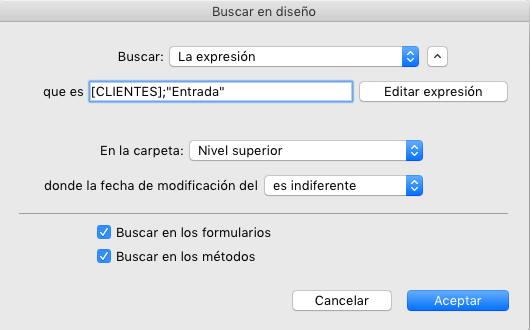 Buscar en diseño
Buscar: La expresión
que es [CLIENTES];"Entrada" Editar expresión
En la carpeta: Nivel superior
donde la fecha de modificación del es indiferente
Buscar en los formularios
Buscar en los métodos
Cancelar Aceptar